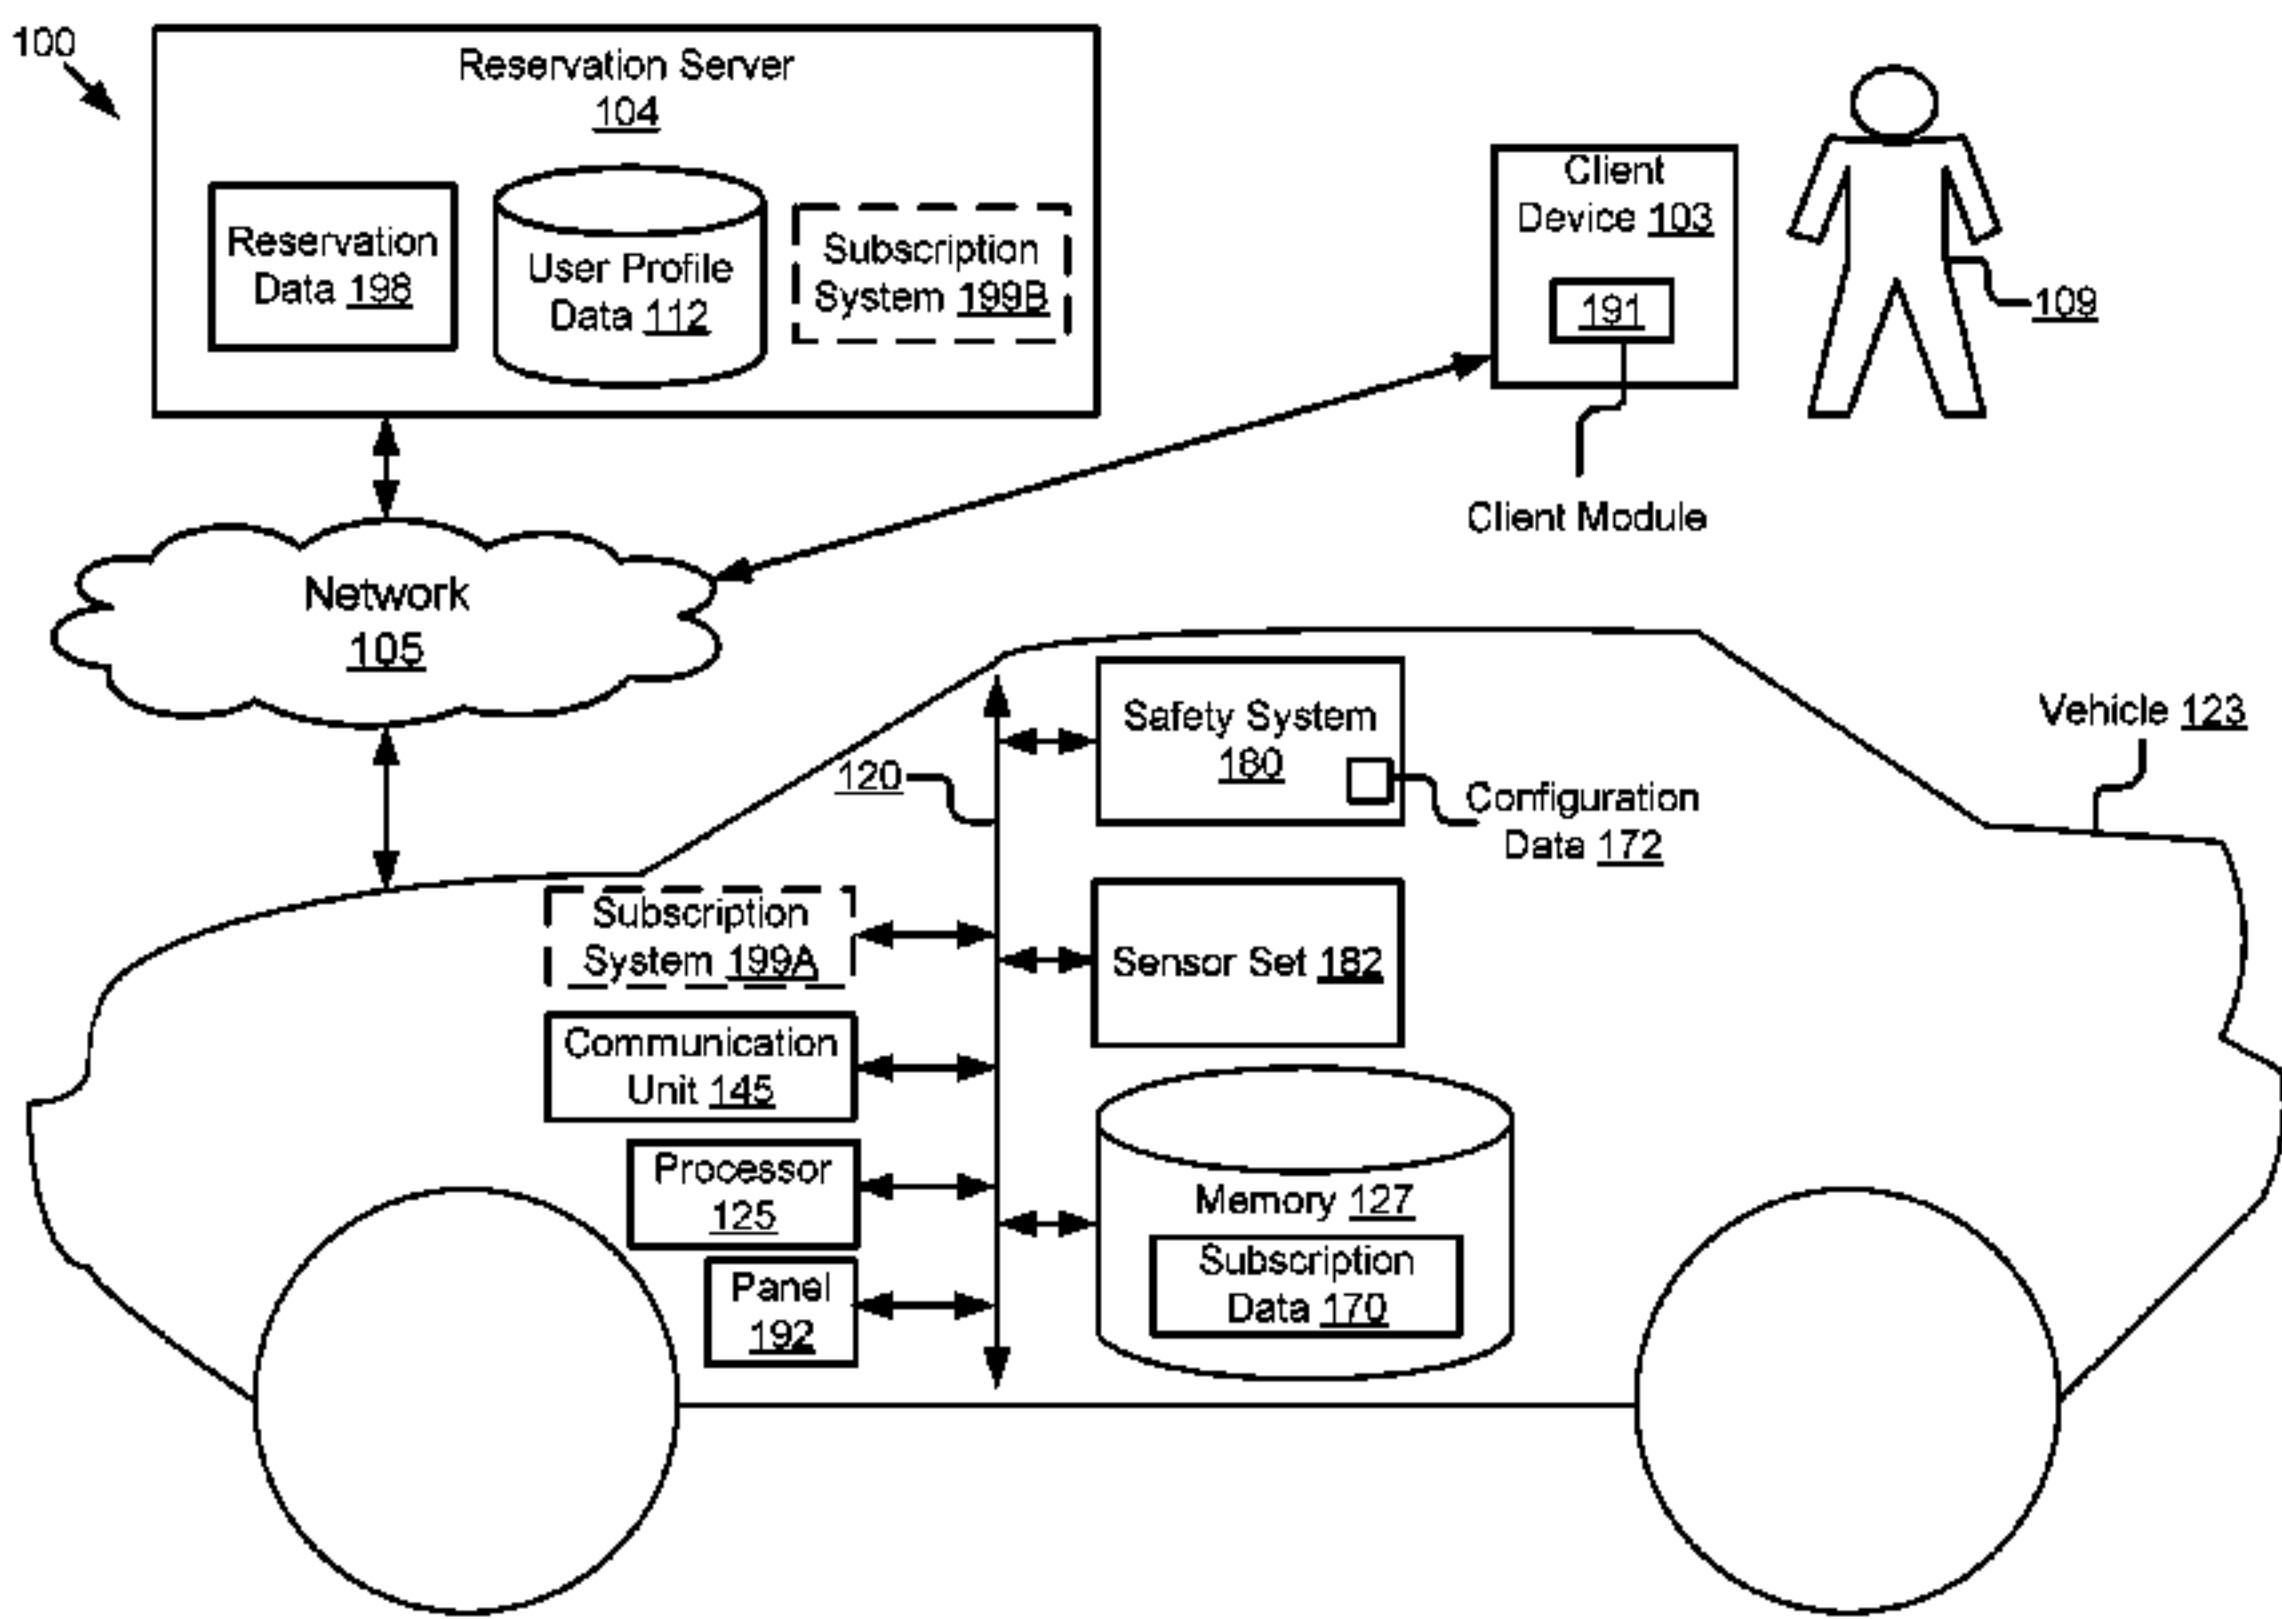 100
Reservation Server
104
Reservation
Data 198
User Profile
Data 112
Subscription
System 199B
Client
Device 103
191
109
Client Module
Network
105
Vehicle 123
Safety System
180
120
Configuration
Data 172
Subscription
System 199A
Sensor Set 182
Communication
Unit 145
Processor
125
Memory 127
Subscription
Data 170
Panel
192